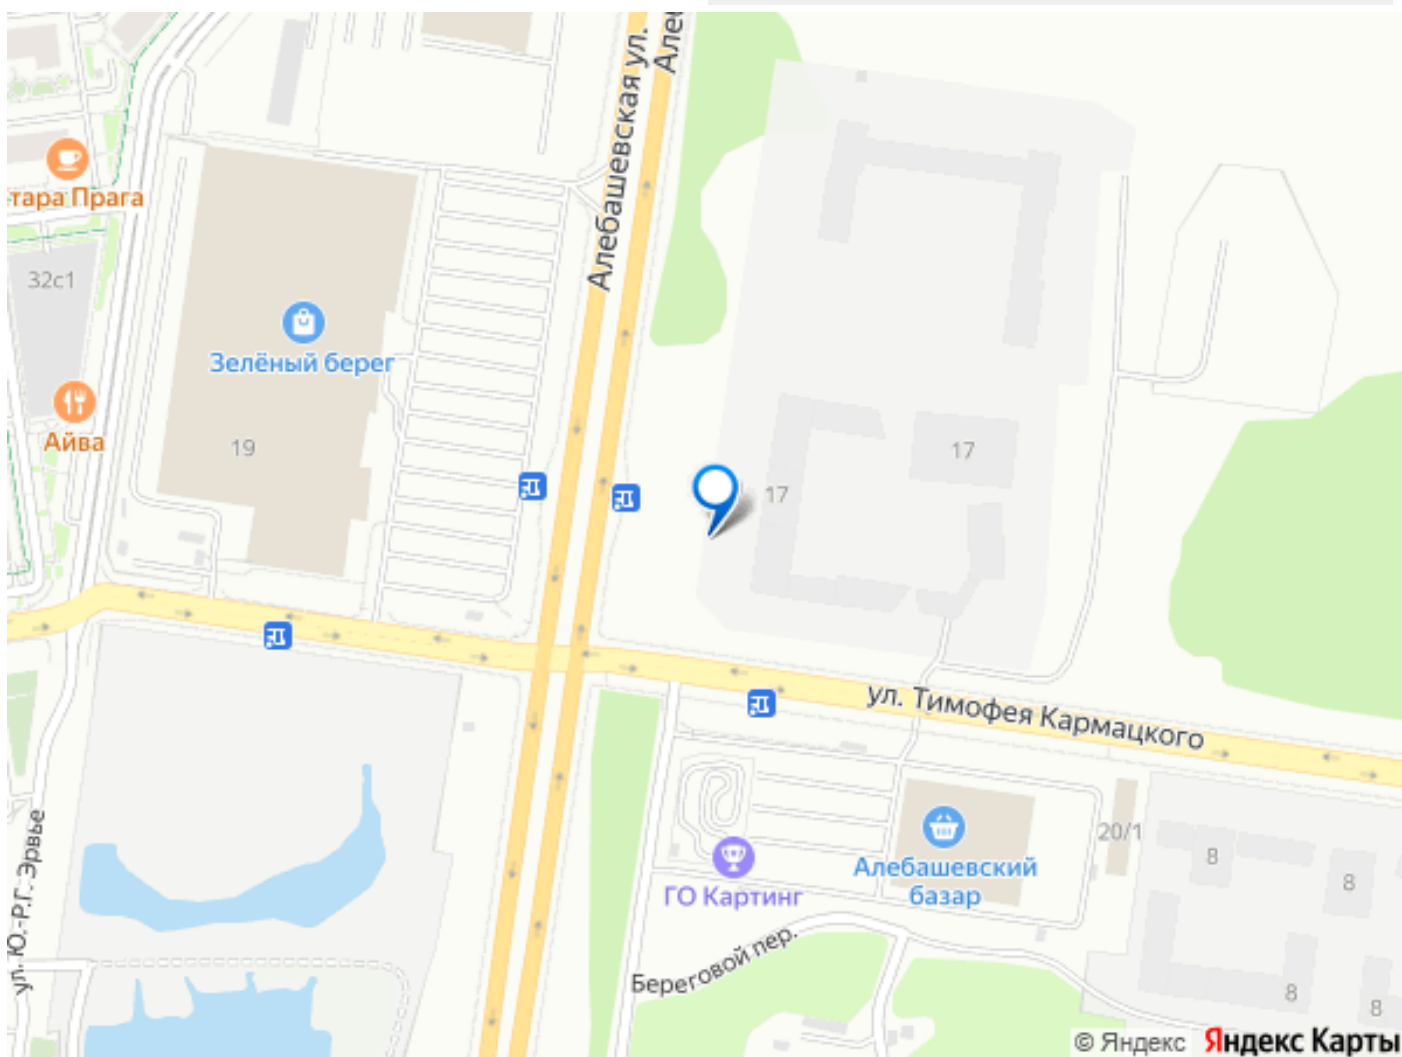 Алебашевская ул.
Але
тара Прага
32с1
Зелёный берег
Айва
19
17
17
ул. Тимофея Кармацкого
20/1
8
8
8
8
Алебашевский
базар
ГО Картинг
Береговой пер.
ул. Ю.-Р.Г. Эрвье
© Яндекс Яндекс Карты